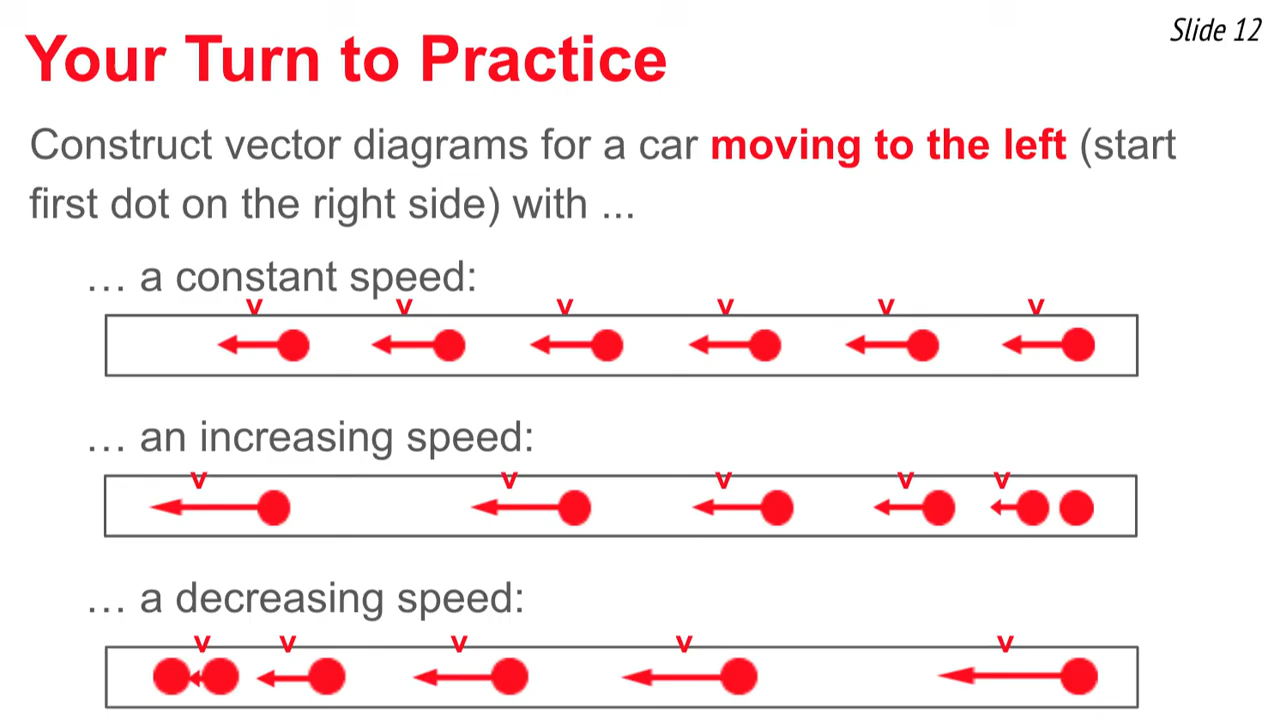 Slide 12
Your Turn to Practice
Construct vector diagrams for a car moving to the left (start
first dot on the right side) with ...
… a constant speed:
v v v v v v
… an increasing speed:
v v v v v
… a decreasing speed:
v v v v v